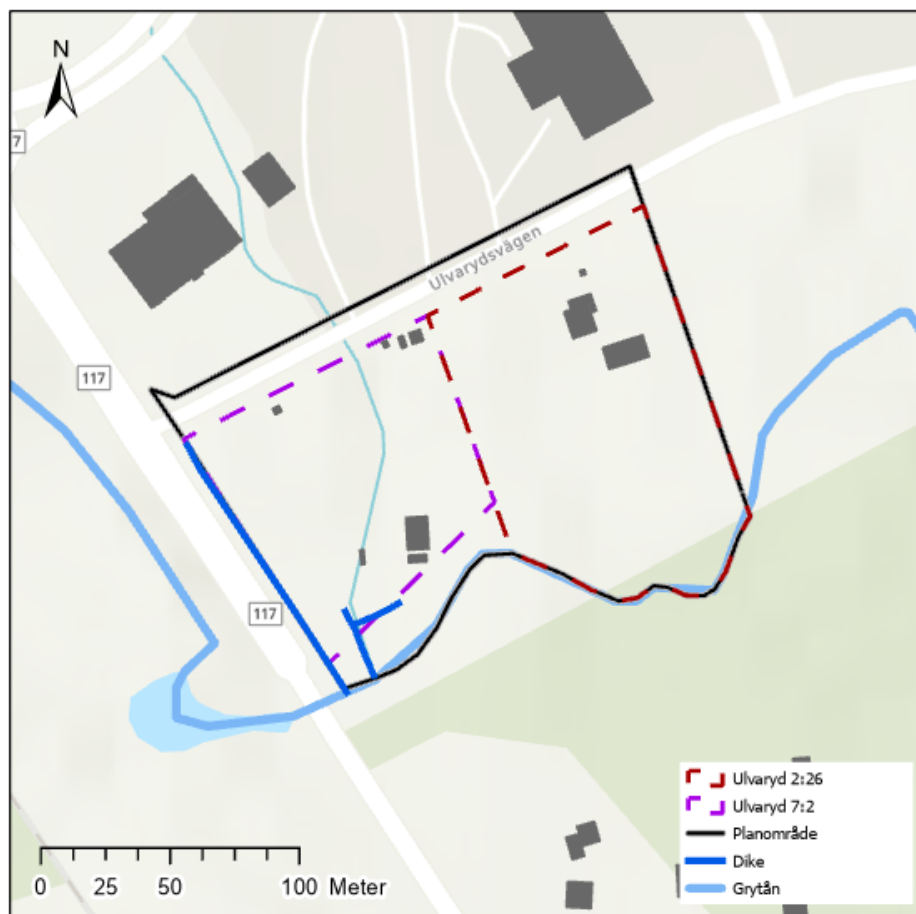 N
7
Ulvarydsvägen
117
117
Ulvaryd 2:26
Ulvaryd 7:2
Planområde
Dike
Grytån
0 25 50 100 Meter